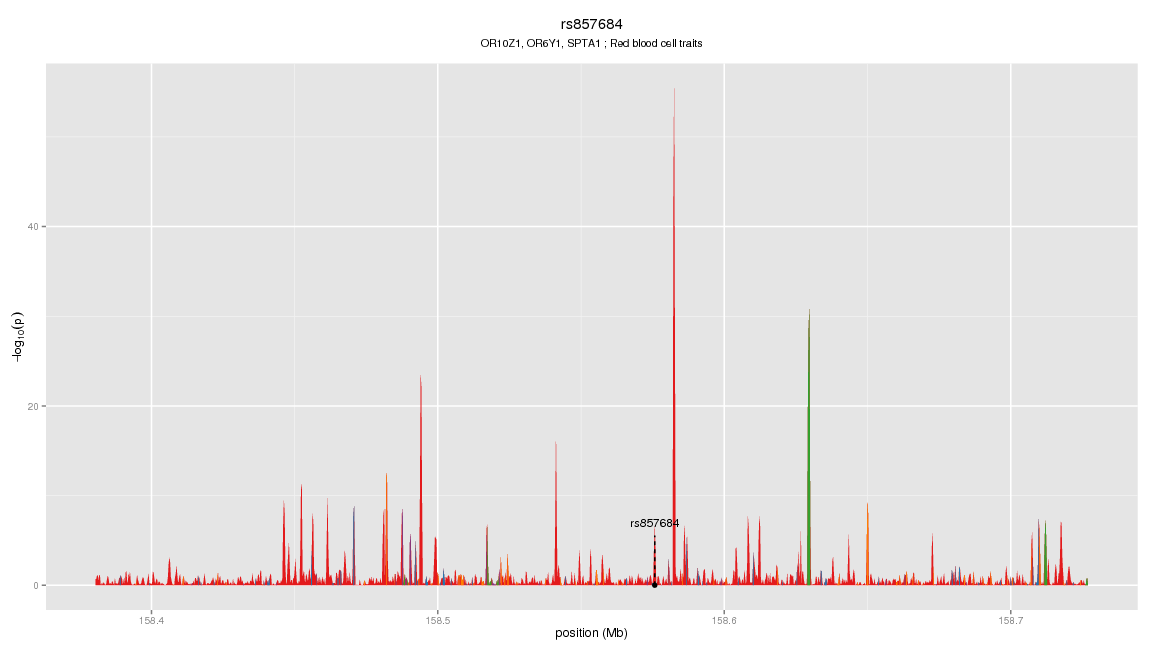 rs857684
OR10Z1, OR6Y1, SPTA1 ; Red blood cell traits
−log10(p)
40
20
0
rs857684
158.4
158.5
158.6
158.7
position (Mb)